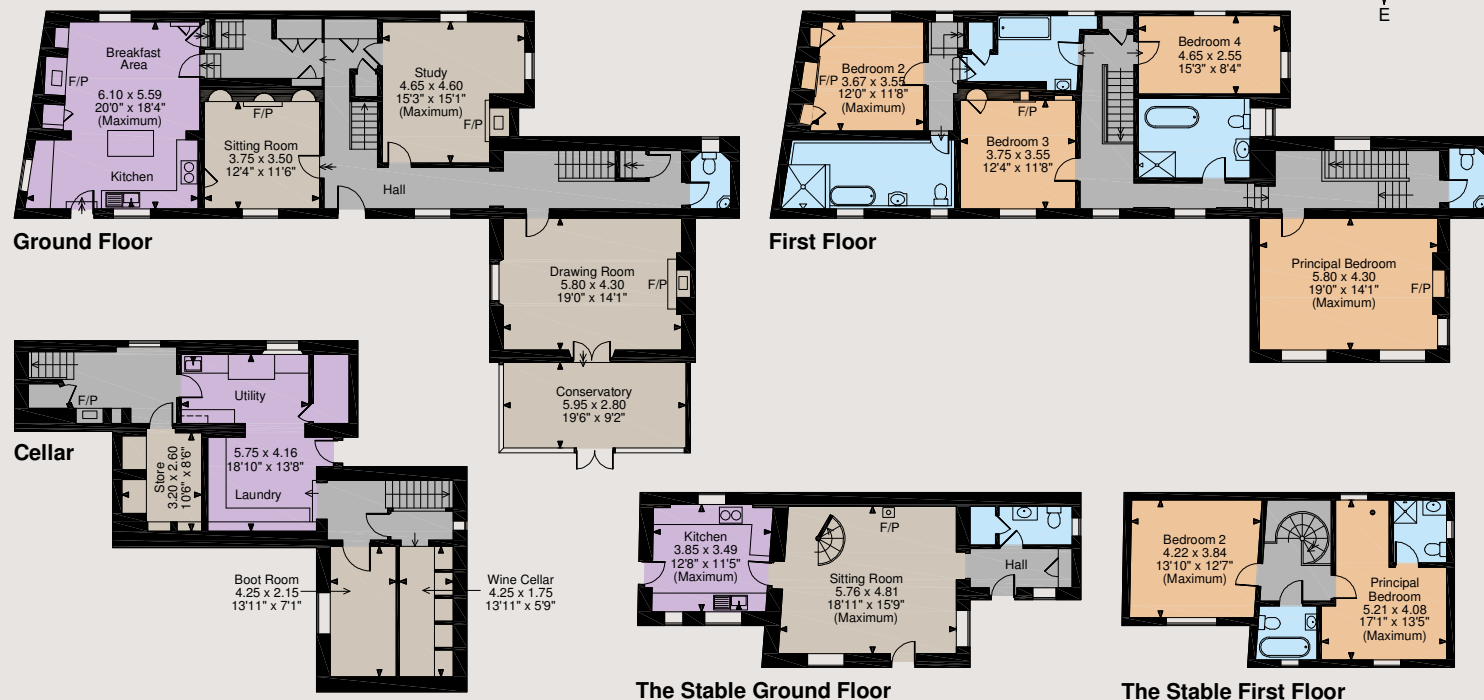 Breakfast
Area
F/P
6.10 x 5.59
20'0" x 18'4"
(Maximum)
Kitchen
F/P
Sitting Room
3.75 x 3.50
12'4" x 11'6"
Study
4.65 x 4.60
15'3" x 15'1"
(Maximum)
F/P
Hall
Ground Floor
Drawing Room
5.80 x 4.30
19'0" x 14'1"
F/P
Conservatory
5.95 x 2.80
19'6" x 9'2"
E
Bedroom 2
3.67 x 3.55
12'0" x 11'8"
(Maximum)
F/P
F/P
Bedroom 3
3.75 x 3.55
12'4" x 11'8"
Bedroom 4
4.65 x 2.55
15'3" x 8'4"
First Floor
Principal Bedroom
5.80 x 4.30
19'0" x 14'1"
(Maximum)
F/P
F/P
Utility
5.75 x 4.16
18'10" x 13'8"
Laundry
Cellar
Store
3.20 x 2.60
10'6" x 8'6"
Boot Room
4.25 x 2.15
13'11" x 7'1"
Wine Cellar
4.25 x 1.75
13'11" x 5'9"
Kitchen
3.85 x 3.49
12'8" x 11'5"
(Maximum)
F/P
Sitting Room
5.76 x 4.81
18'11" x 15'9"
(Maximum)
Hall
The Stable Ground Floor
Bedroom 2
4.22 x 3.84
13'10" x 12'7"
(Maximum)
Principal
Bedroom
5.21 x 4.08
17'1" x 13'5"
(Maximum)
The Stable First Floor